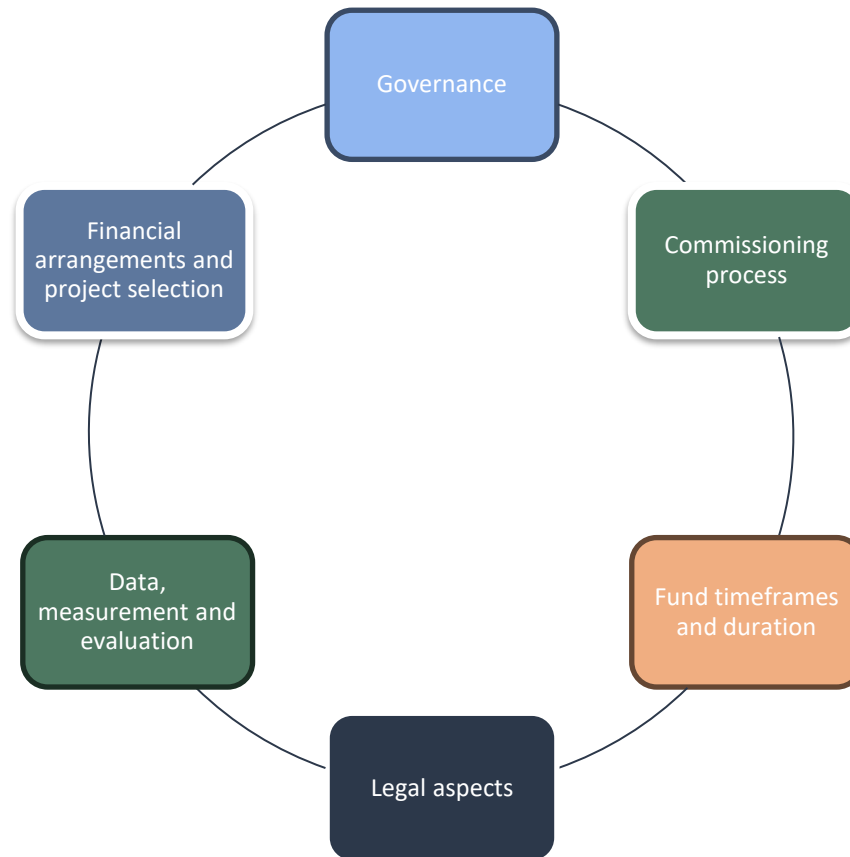 Governance
Commissioning
process
Fund timeframes
and duration
Legal aspects
Data,
measurement and
evaluation
Financial
arrangements and
project selection